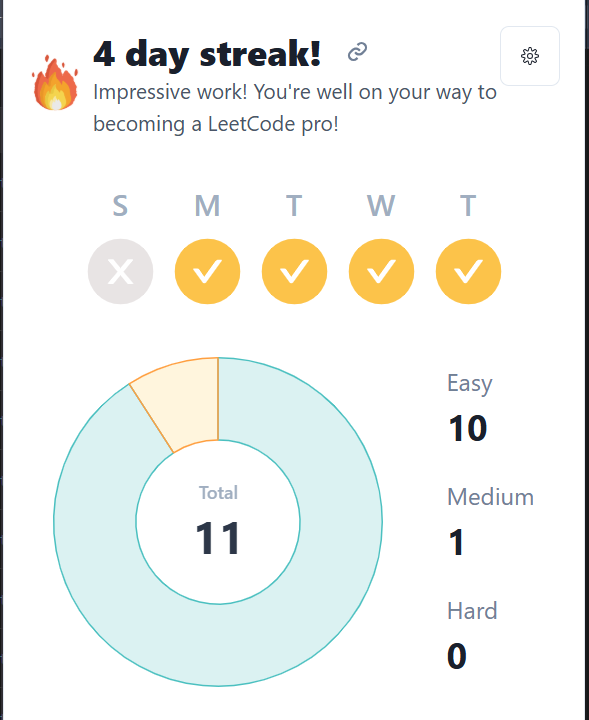 4 day streak!
Impressive work! You're well on your way to
becoming a LeetCode pro!
S M T W T
Easy
10
Medium
1
Hard
0
Total
11